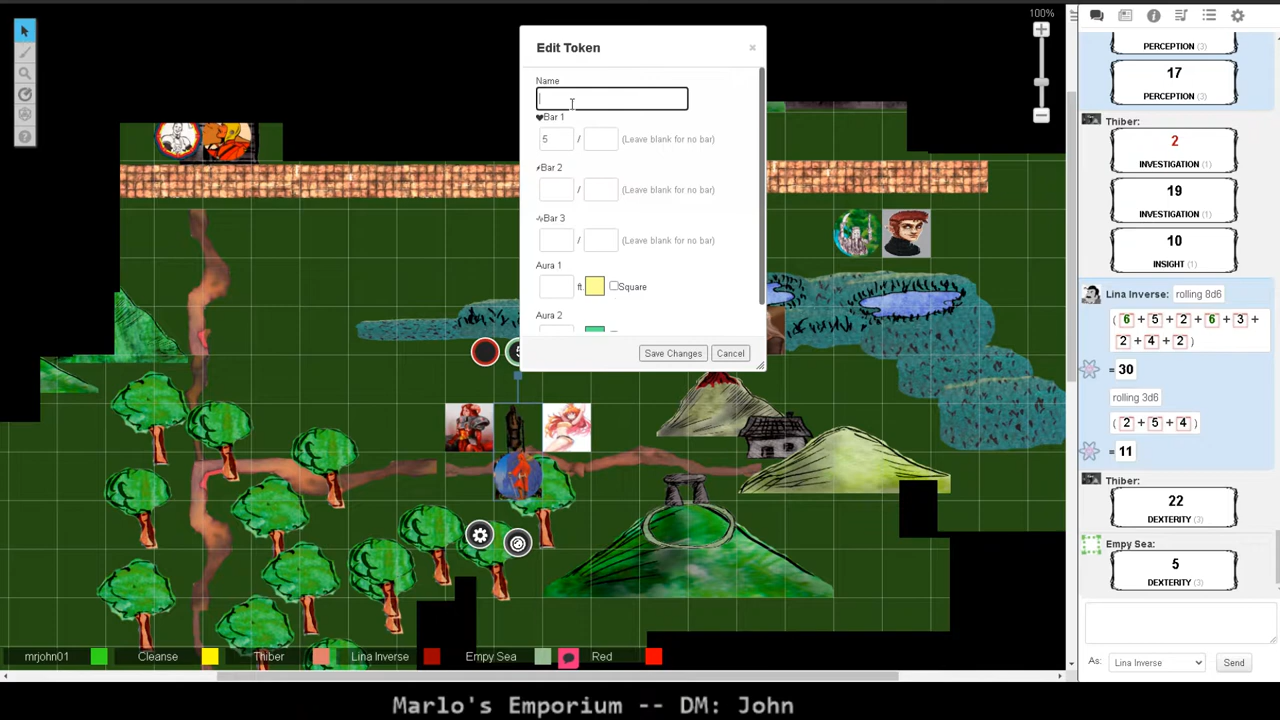 100%
Edit Token
×
Name
Bar 1
5 / (Leave blank for no bar)
Bar 2
/ (Leave blank for no bar)
Bar 3
/ (Leave blank for no bar)
Aura 1
ft. Square
Aura 2
Save Changes Cancel
5
PERCEPTION (3)
17
PERCEPTION (3)
Thiber:
2
INVESTIGATION (1)
19
INVESTIGATION (1)
10
INSIGHT (1)
Lina Inverse: rolling 8d6
( 6 + 5 + 2 + 6 + 3 +
2 + 4 + 2 )
= 30
rolling 3d6
( 2 + 5 + 4 )
= 11
Thiber:
22
DEXTERITY (3)
Empy Sea:
5
DEXTERITY (3)
As: Lina Inverse Send
mrjohn01 Cleanse Thiber Lina Inverse Empy Sea Red
Marlo's Emporium -- DM: John